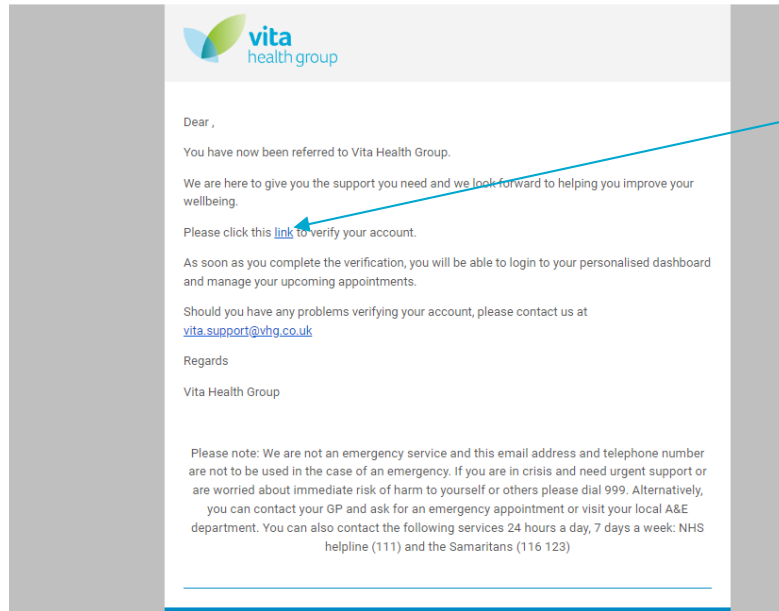 vita
health group
Dear ,
You have now been referred to Vita Health Group.
We are here to give you the support you need and we look forward to helping you improve your
wellbeing.
Please click this link to verify your account.
As soon as you complete the verification, you will be able to login to your personalised dashboard
and manage your upcoming appointments.
Should you have any problems verifying your account, please contact us at
vita.support@vhg.co.uk
Regards
Vita Health Group
Please note: We are not an emergency service and this email address and telephone number
are not to be used in the case of an emergency. If you are in crisis and need urgent support or
are worried about immediate risk of harm to yourself or others please dial 999. Alternatively,
you can contact your GP and ask for an emergency appointment or visit your local A&E
department. You can also contact the following services 24 hours a day, 7 days a week: NHS
helpline (111) and the Samaritans (116 123)